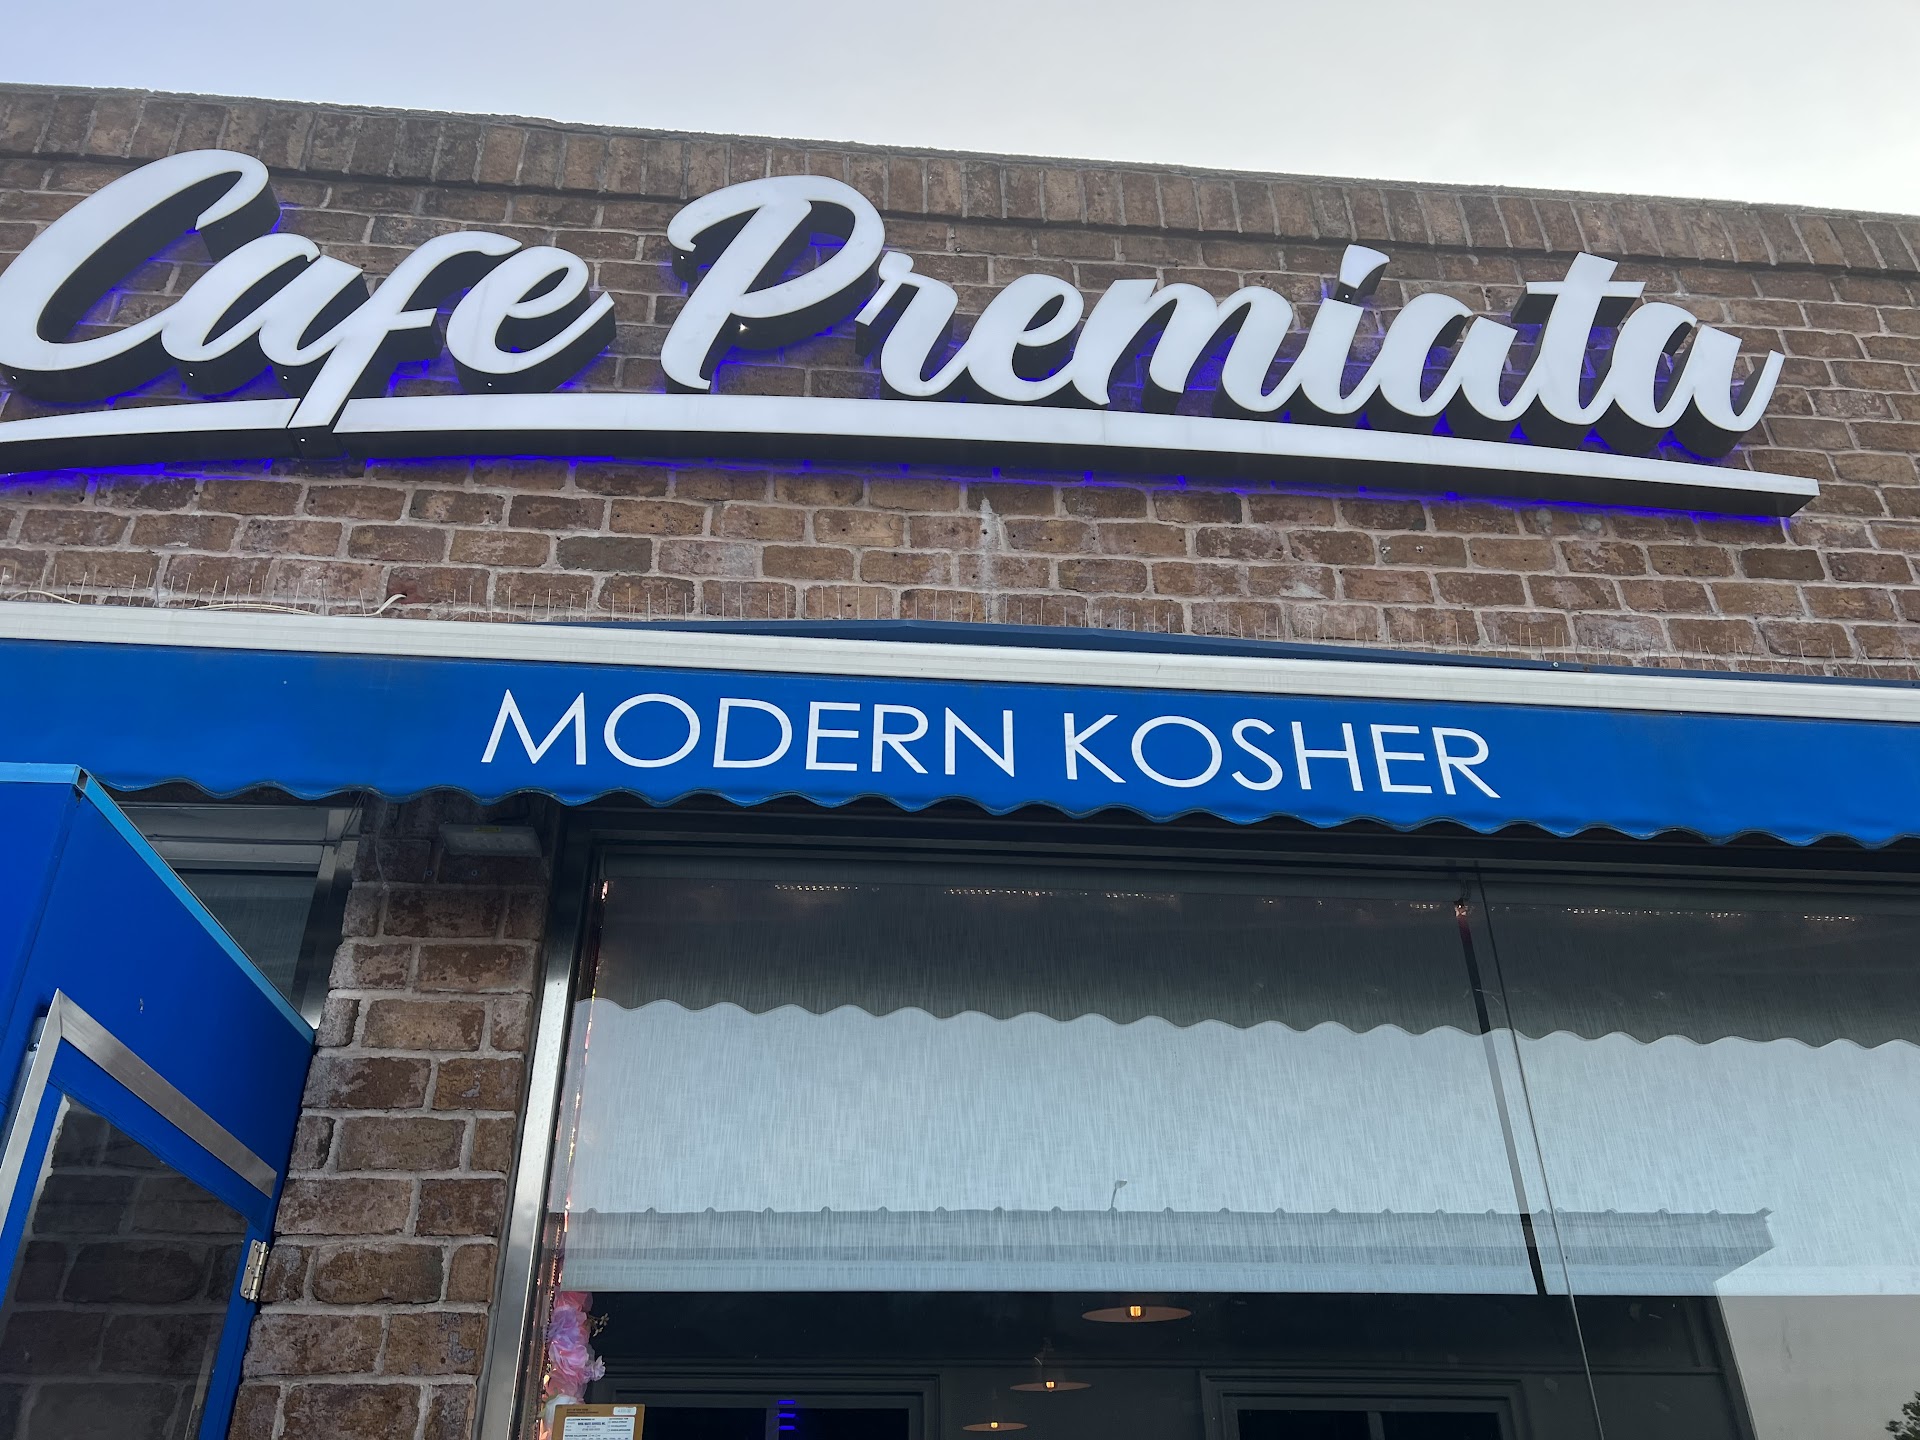 Cafe Premiata
MODERN KOSHER